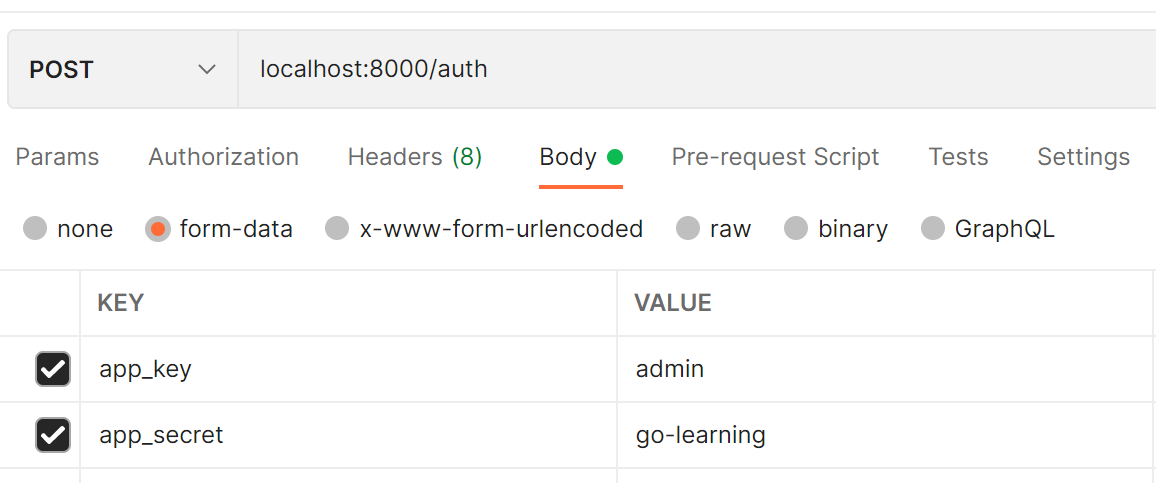 POST localhost:8000/auth
Params Authorization Headers (8) Body Pre-request Script Tests Settings
none form-data x-www-form-urlencoded raw binary GraphQL
KEY VALUE
app_key admin
app_secret go-learning